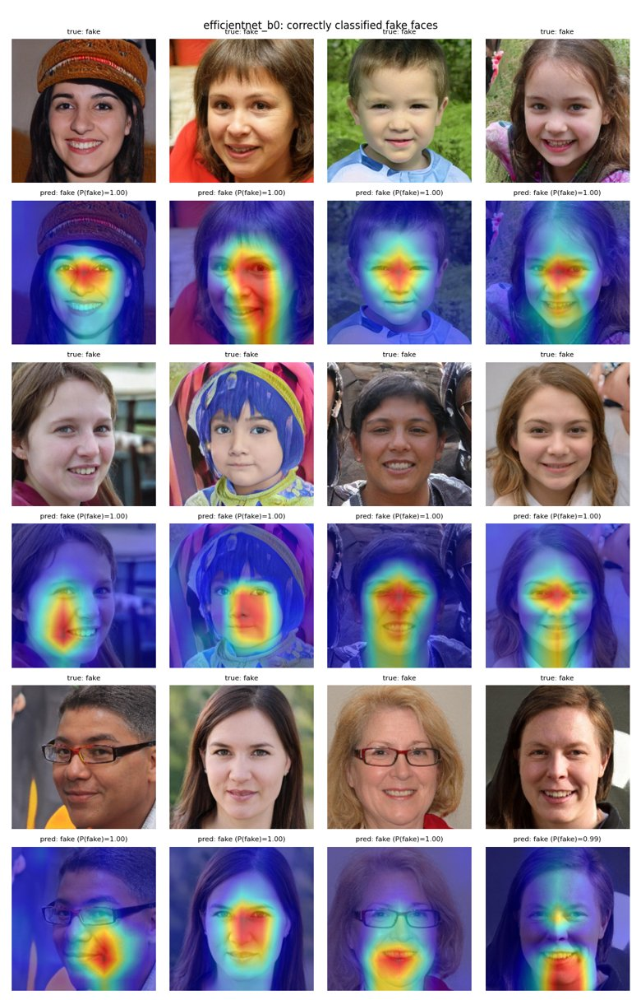 efficientnet_b0: correctly classified fake faces
true: fake true: fake true: fake true: fake
pred: fake (P(fake)=1.00) pred: fake (P(fake)=1.00) pred: fake (P(fake)=1.00) pred: fake (P(fake)=1.00)
true: fake true: fake true: fake true: fake
pred: fake (P(fake)=1.00) pred: fake (P(fake)=1.00) pred: fake (P(fake)=1.00) pred: fake (P(fake)=1.00)
true: fake true: fake true: fake true: fake
pred: fake (P(fake)=1.00) pred: fake (P(fake)=1.00) pred: fake (P(fake)=1.00) pred: fake (P(fake)=0.99)